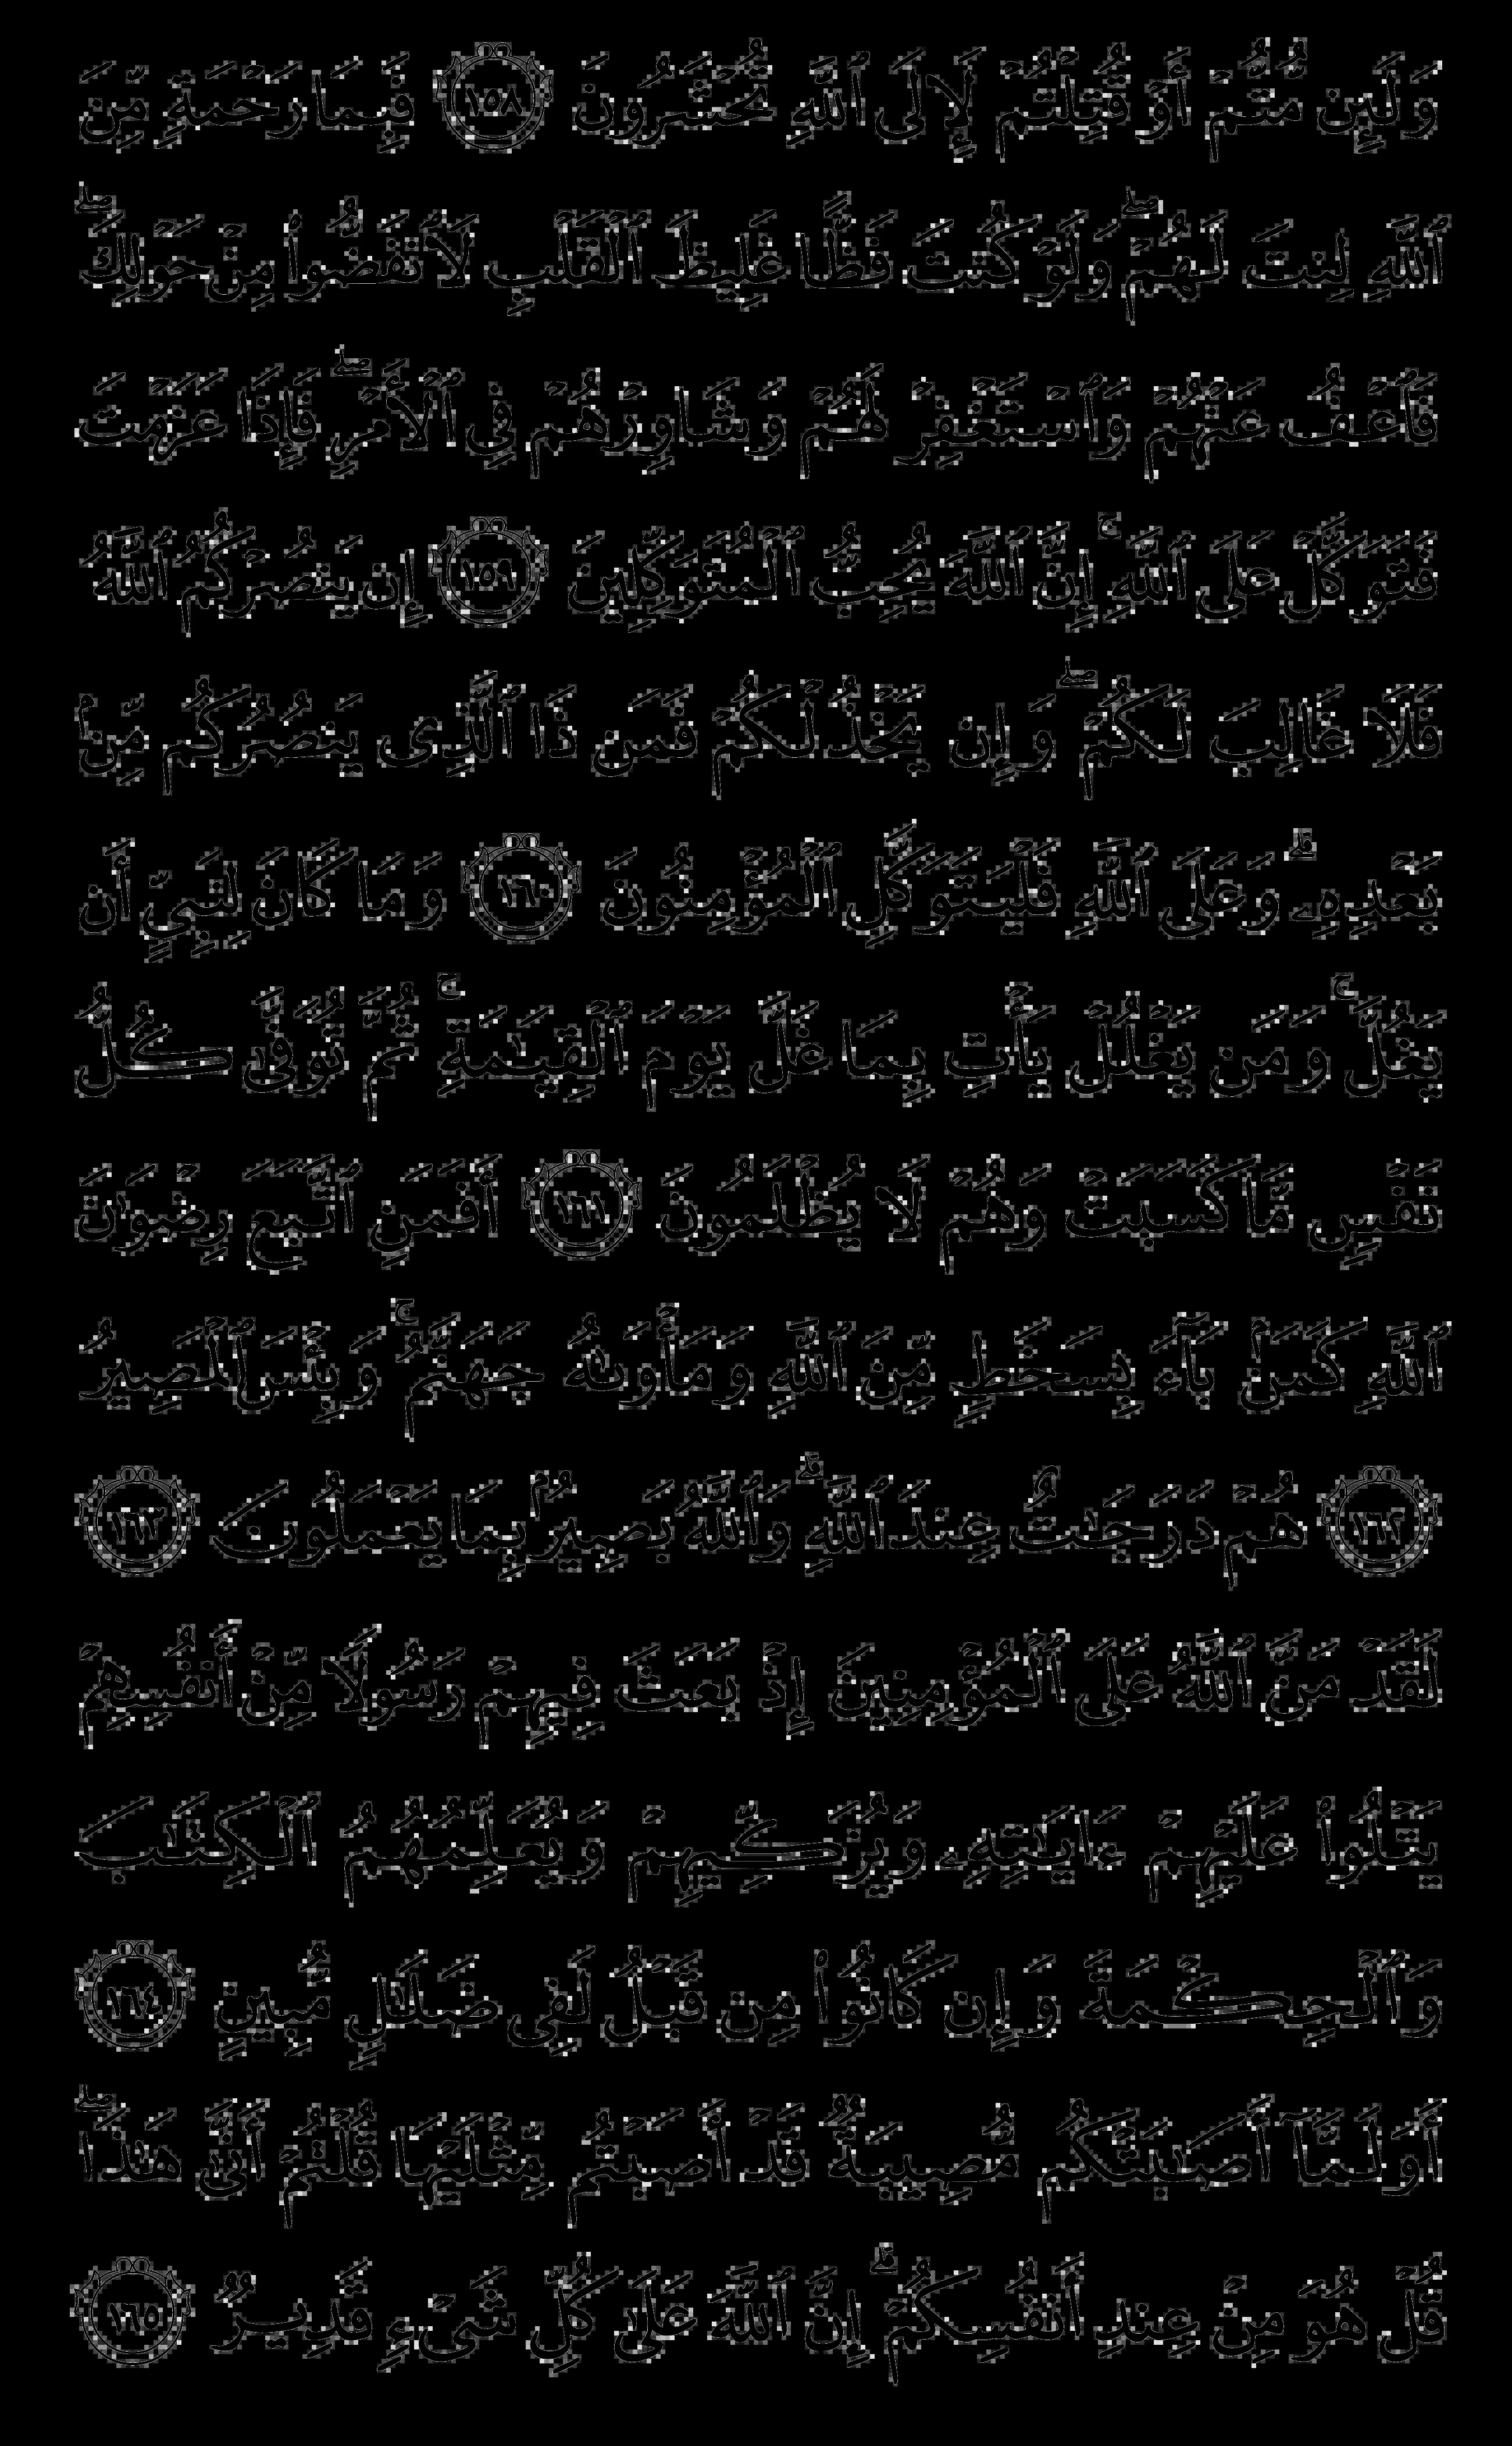 وَلَئِن مُّتُّمْ أَوْ قُتِلْتُمْ لَإِلَى ٱللَّهِ تُحْشَرُونَ ١٥٨ فَبِمَا رَحْمَةٍ مِّنَ
ٱللَّهِ لِنتَ لَهُمْ ۖ وَلَوْ كُنتَ فَظًّا غَلِيظَ ٱلْقَلْبِ لَٱنفَضُّوا۟ مِنْ حَوْلِكَ ۖ
فَٱعْفُ عَنْهُمْ وَٱسْتَغْفِرْ لَهُمْ وَشَاوِرْهُمْ فِى ٱلْأَمْرِ ۖ فَإِذَا عَزَمْتَ
فَتَوَكَّلْ عَلَى ٱللَّهِ ۚ إِنَّ ٱللَّهَ يُحِبُّ ٱلْمُتَوَكِّلِينَ ١٥٩ إِن يَنصُرْكُمُ ٱللَّهُ
فَلَا غَالِبَ لَكُمْ ۖ وَإِن يَخْذُلْكُمْ فَمَن ذَا ٱلَّذِى يَنصُرُكُم مِّنۢ
بَعْدِهِۦ ۗ وَعَلَى ٱللَّهِ فَلْيَتَوَكَّلِ ٱلْمُؤْمِنُونَ ١٦٠ وَمَا كَانَ لِنَبِىٍّ أَن
يَغُلَّ ۚ وَمَن يَغْلُلْ يَأْتِ بِمَا غَلَّ يَوْمَ ٱلْقِيَٰمَةِ ۚ ثُمَّ تُوَفَّىٰ كُلُّ
نَفْسٍ مَّا كَسَبَتْ وَهُمْ لَا يُظْلَمُونَ ١٦١ أَفَمَنِ ٱتَّبَعَ رِضْوَٰنَ
ٱللَّهِ كَمَنۢ بَآءَ بِسَخَطٍ مِّنَ ٱللَّهِ وَمَأْوَىٰهُ جَهَنَّمُ ۚ وَبِئْسَ ٱلْمَصِيرُ
١٦٢ هُمْ دَرَجَٰتٌ عِندَ ٱللَّهِ ۗ وَٱللَّهُ بَصِيرٌۢ بِمَا يَعْمَلُونَ ١٦٣
لَقَدْ مَنَّ ٱللَّهُ عَلَى ٱلْمُؤْمِنِينَ إِذْ بَعَثَ فِيهِمْ رَسُولًا مِّنْ أَنفُسِهِمْ
يَتْلُوا۟ عَلَيْهِمْ ءَايَٰتِهِۦ وَيُزَكِّيهِمْ وَيُعَلِّمُهُمُ ٱلْكِتَٰبَ
وَٱلْحِكْمَةَ وَإِن كَانُوا۟ مِن قَبْلُ لَفِى ضَلَٰلٍ مُّبِينٍ ١٦٤
أَوَلَمَّآ أَصَٰبَتْكُم مُّصِيبَةٌ قَدْ أَصَبْتُم مِّثْلَيْهَا قُلْتُمْ أَنَّىٰ هَٰذَا ۖ
قُلْ هُوَ مِنْ عِندِ أَنفُسِكُمْ ۗ إِنَّ ٱللَّهَ عَلَىٰ كُلِّ شَىْءٍ قَدِيرٌ ١٦٥